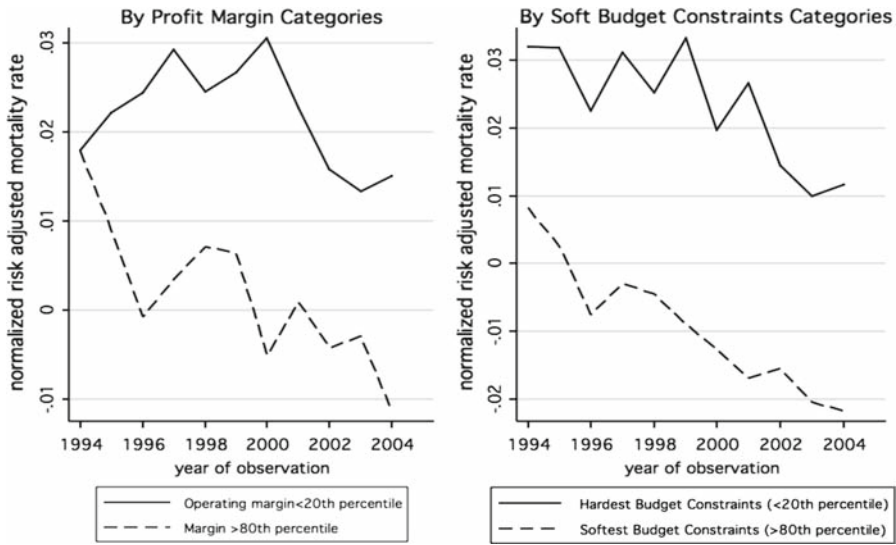 By Profit Margin Categories
normalized risk adjusted mortality rate
.03
.02
.01
0
-.01
1994 1996 1998 2000 2002 2004
year of observation
Operating margin<20th percentile
Margin >80th percentile
By Soft Budget Constraints Categories
normalized risk adjusted mortality rate
.03
.02
.01
0
-.01
-.02
1994 1996 1998 2000 2002 2004
year of observation
Hardest Budget Constraints (<20th percentile)
Softest Budget Constraints (>80th percentile)